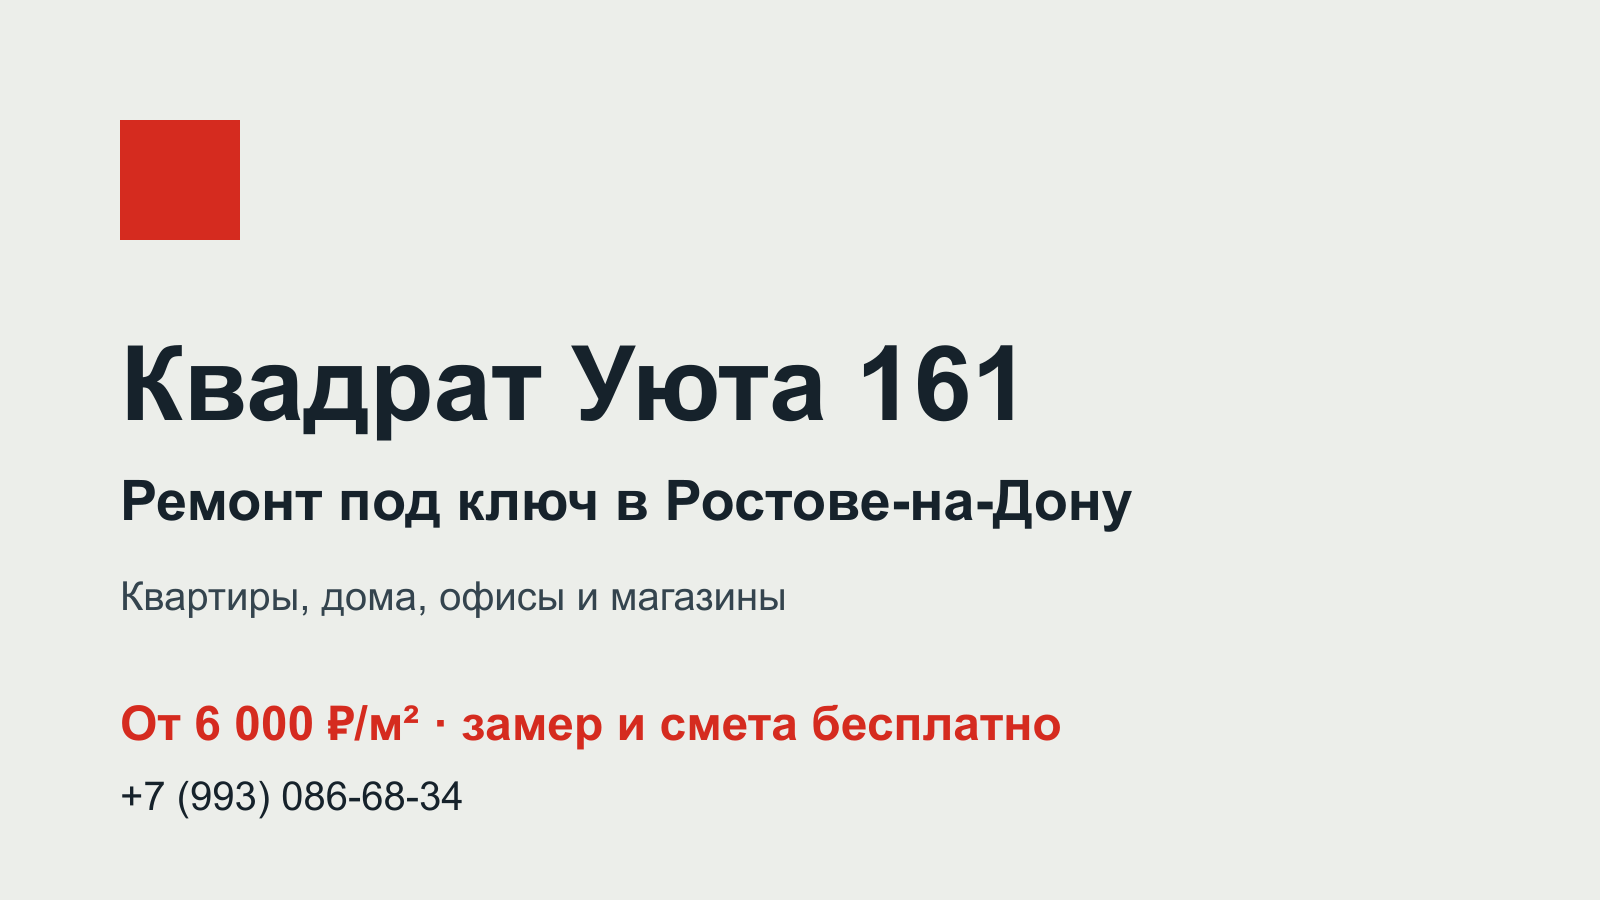 Квадрат Уюта 161
Ремонт под ключ в Ростове-на-Дону
Квартиры, дома, офисы и магазины
От 6 000 ₽/м² · замер и смета бесплатно
+7 (993) 086-68-34